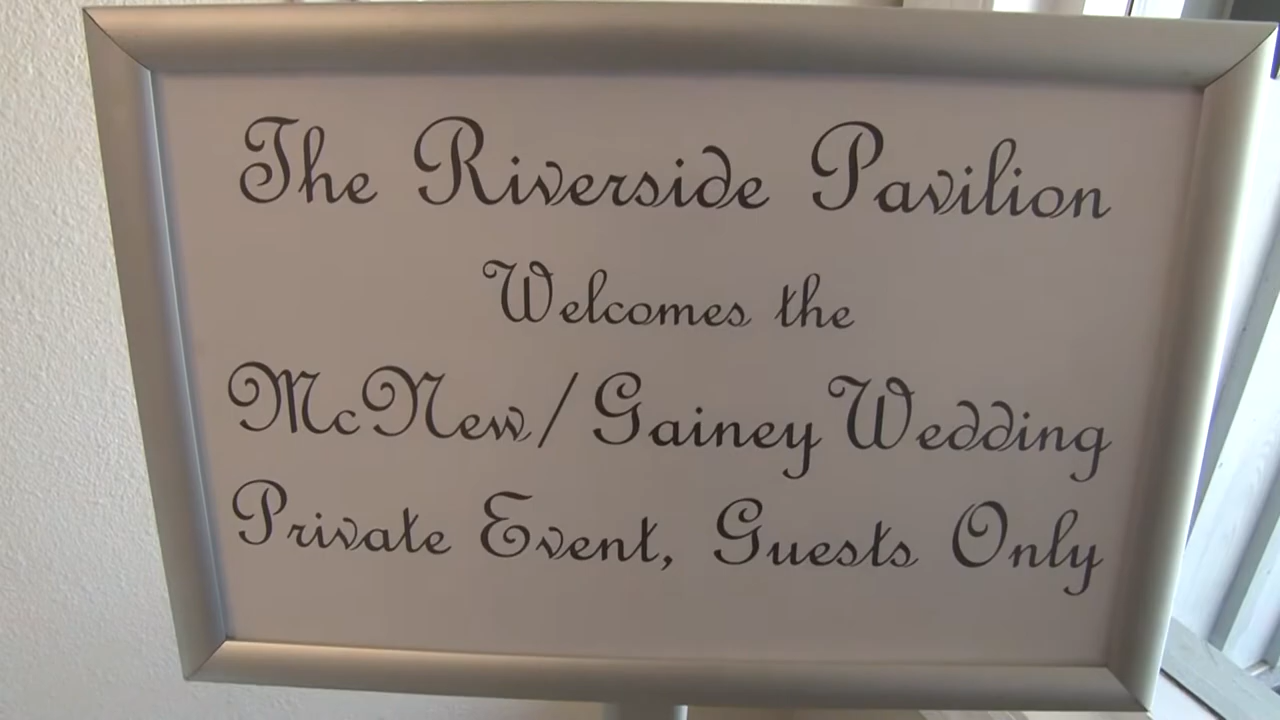 The Riverside Pavilion
Welcomes the
McNew/Gainey Wedding
Private Event, Guests Only